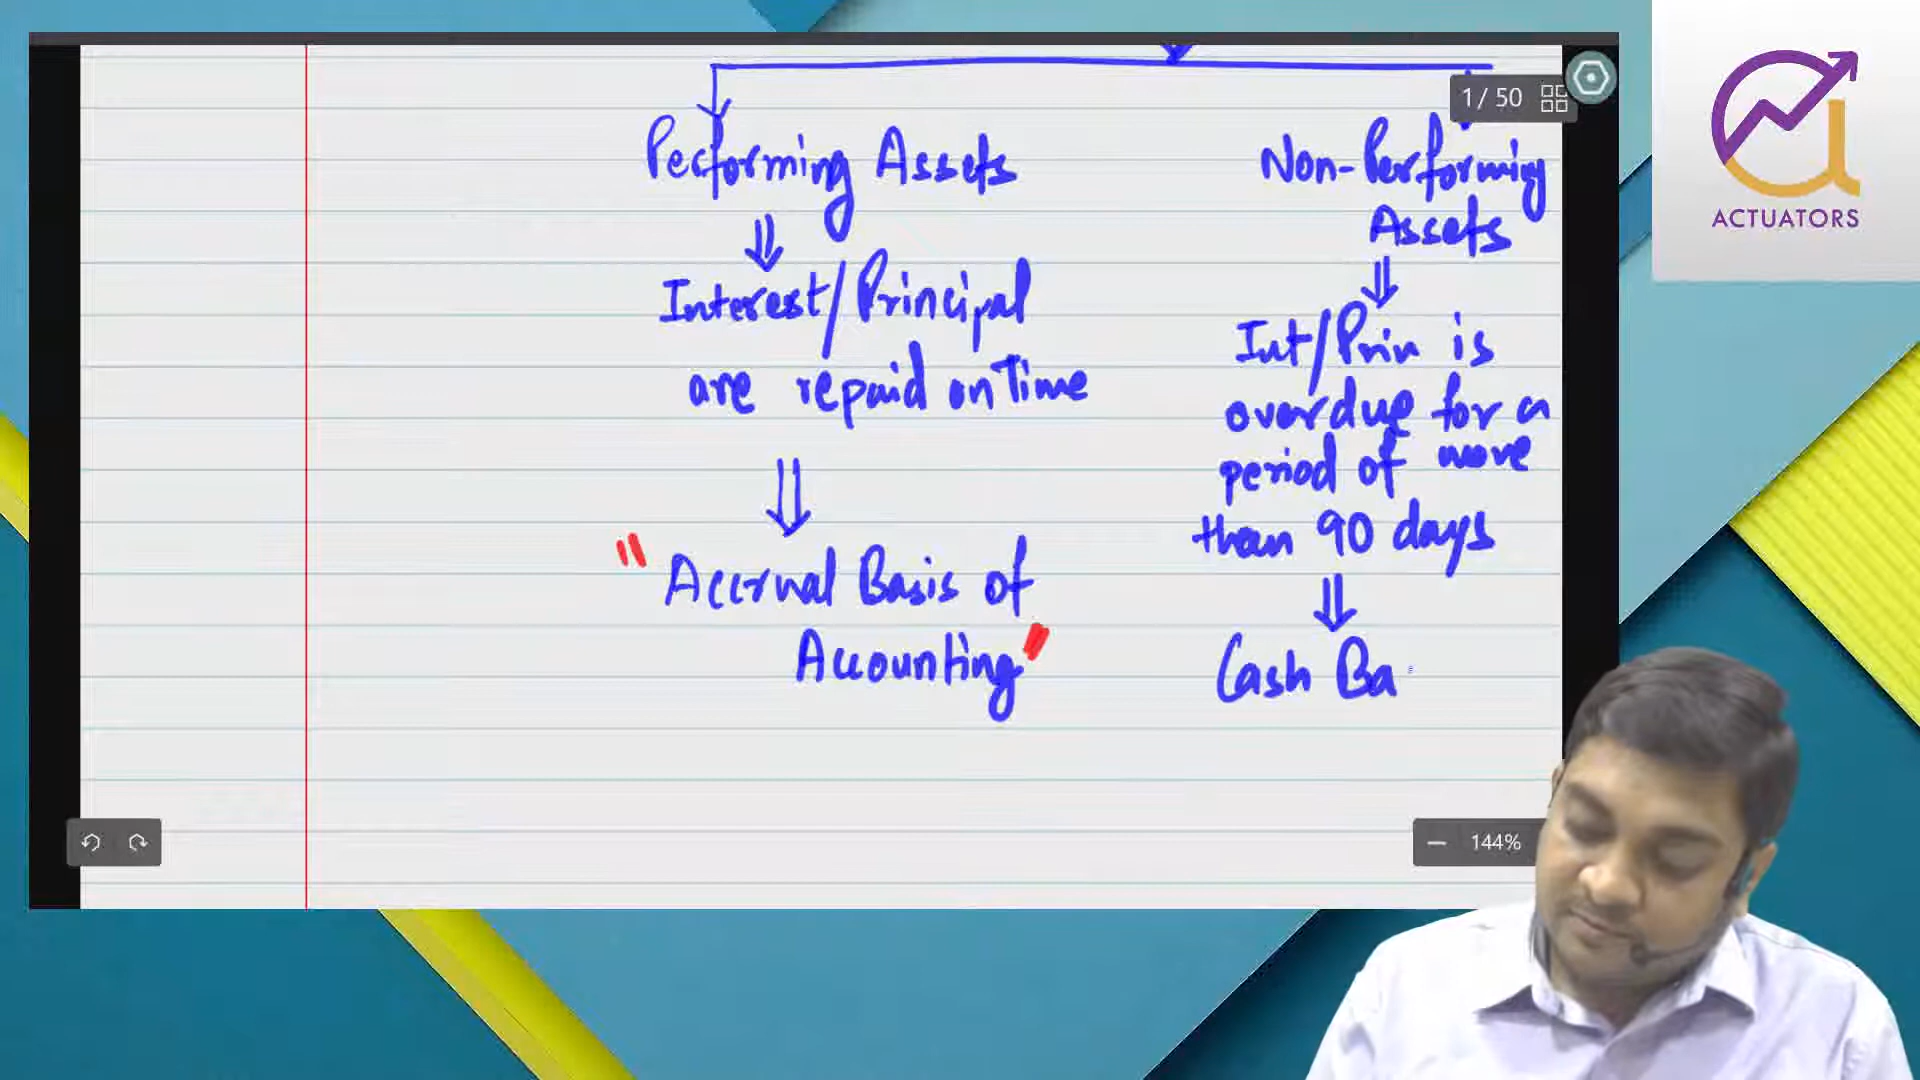 1 / 50
ACTUATORS
Performing Assets
Interest/Principal
are repaid on Time
"Accrual Basis of
Accounting"
Non-Performing
Assets
Int/Prin is
overdue for a
period of more
than 90 days
Cash Ba
144%